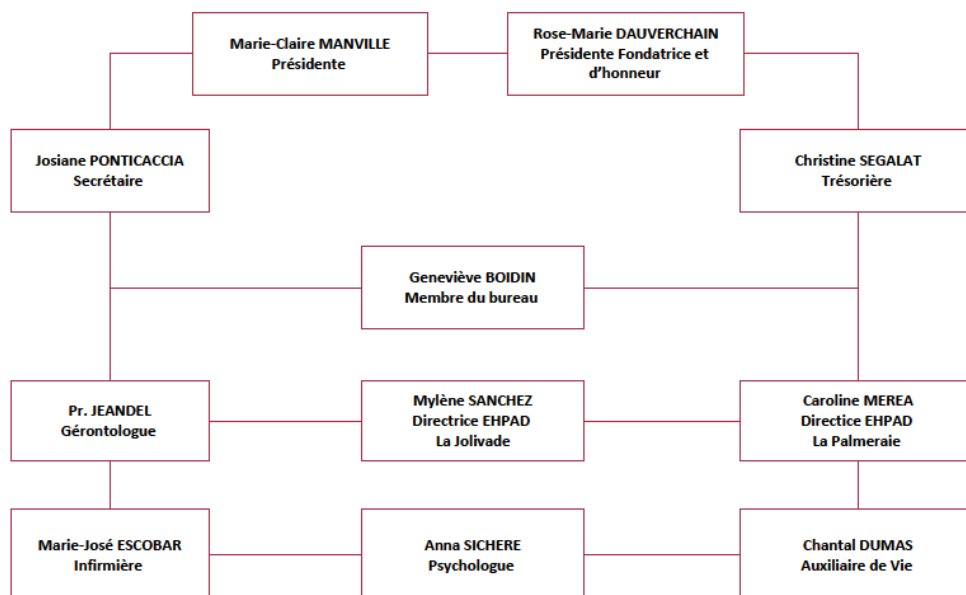 Marie-Claire MANVILLE
Présidente
Rose-Marie DAUVERCHAIN
Présidente Fondatrice et
d'honneur
Josiane PONTICACCIA
Secrétaire
Christine SEGALAT
Trésorière
Geneviève BOIDIN
Membre du bureau
Pr. JEANDEL
Gérontologue
Mylène SANCHEZ
Directrice EHPAD
La Jolivade
Caroline MEREA
Directice EHPAD
La Palmeraie
Marie-José ESCOBAR
Infirmière
Anna SICHERE
Psychologue
Chantal DUMAS
Auxiliaire de Vie